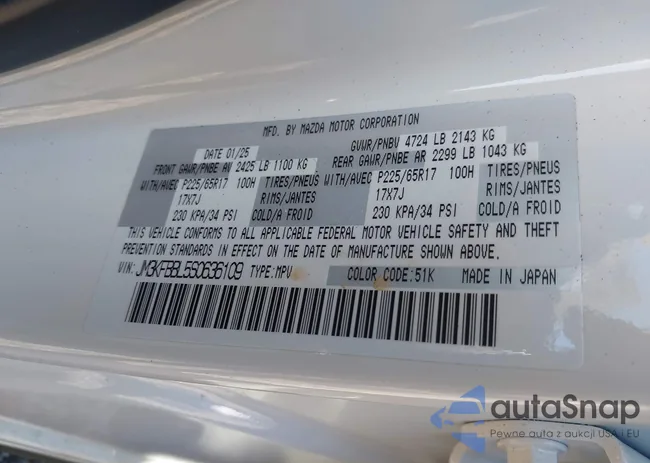 MFD. BY MAZDA MOTOR CORPORATION
DATE 01/25 GVWR/PNBV 4724 LB 2143 KG
FRONT GAWR/PNBE AV 2425 LB 1100 KG REAR GAWR/PNBE AR 2299 LB 1043 KG
WITH/AVEC P225/65R17 100H TIRES/PNEUS WITH/AVEC P225/65R17 100H TIRES/PNEUS
17X7J RIMS/JANTES 17X7J RIMS/JANTES
230 KPA/34 PSI COLD/A FROID 230 KPA/34 PSI COLD/A FROID
THIS VEHICLE CONFORMS TO ALL APPLICABLE FEDERAL MOTOR VEHICLE SAFETY AND THEFT
PREVENTION STANDARDS IN EFFECT ON THE DATE OF MANUFACTURE SHOWN ABOVE.
VIN: JM3KFBBL5S0636109 TYPE: MPV COLOR CODE: 51K MADE IN JAPAN
autoSnap
Pewne auta z aukcji USA i EU